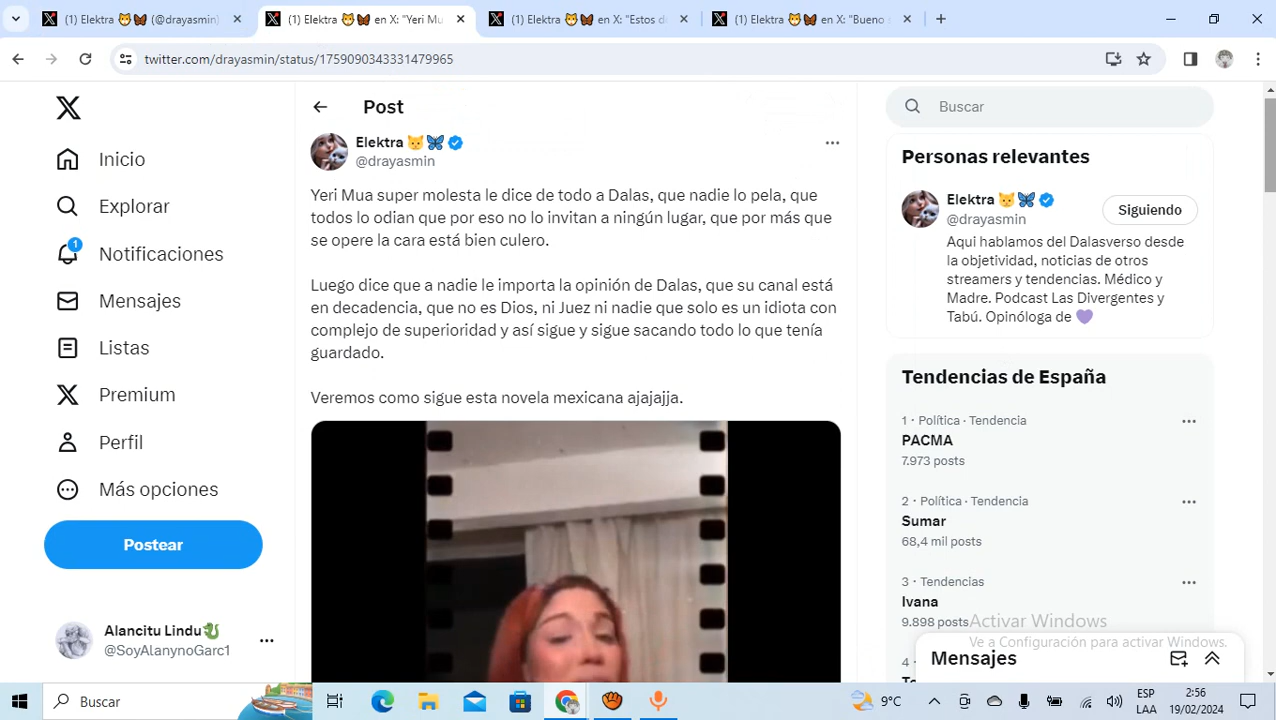 (1) Elektra 🐱🦋 (@drayasmin)
(1) Elektra 🐱🦋 en X: "Yeri Mu
(1) Elektra 🐱🦋 en X: "Estos d
(1) Elektra 🐱🦋 en X: "Bueno s
twitter.com/drayasmin/status/1759090343331479965
Inicio
Explorar
1
Notificaciones
Mensajes
Listas
Premium
Perfil
Más opciones
Postear
Alancitu Lindu🐉
@SoyAlanynoGarc1
Post
Elektra 🐱🦋
@drayasmin
Yeri Mua super molesta le dice de todo a Dalas, que nadie lo pela, que
todos lo odian que por eso no lo invitan a ningún lugar, que por más que
se opere la cara está bien culero.
Luego dice que a nadie le importa la opinión de Dalas, que su canal está
en decadencia, que no es Dios, ni Juez ni nadie que solo es un idiota con
complejo de superioridad y así sigue y sigue sacando todo lo que tenía
guardado.
Veremos como sigue esta novela mexicana ajajajja.
Buscar
Personas relevantes
Elektra 🐱🦋
@drayasmin
Siguiendo
Aqui hablamos del Dalasverso desde
la objetividad, noticias de otros
streamers y tendencias. Médico y
Madre. Podcast Las Divergentes y
Tabú. Opinóloga de 💜
Tendencias de España
1 · Política · Tendencia
PACMA
7.973 posts
2 · Política · Tendencia
Sumar
68,4 mil posts
3 · Tendencias
Ivana
9.898 posts
4
Activar Windows
Ve a Configuración para activar Windows.
Mensajes
Buscar
9°C
ESP
LAA
2:56
19/02/2024